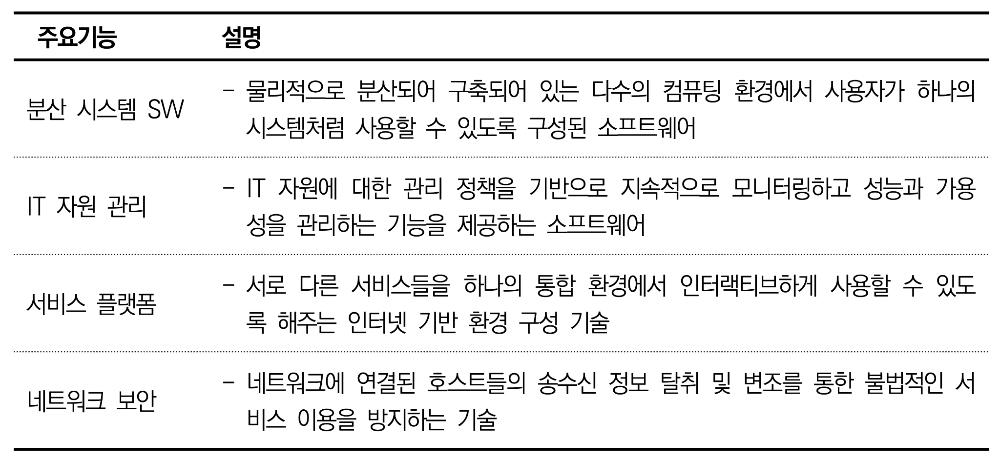 주요기능 설명
분산 시스템 SW
- 물리적으로 분산되어 구축되어 있는 다수의 컴퓨팅 환경에서 사용자가 하나의
시스템처럼 사용할 수 있도록 구성된 소프트웨어
IT 자원 관리
- IT 자원에 대한 관리 정책을 기반으로 지속적으로 모니터링하고 성능과 가용
성을 관리하는 기능을 제공하는 소프트웨어
서비스 플랫폼
- 서로 다른 서비스들을 하나의 통합 환경에서 인터랙티브하게 사용할 수 있도
록 해주는 인터넷 기반 환경 구성 기술
네트워크 보안
- 네트워크에 연결된 호스트들의 송수신 정보 탈취 및 변조를 통한 불법적인 서
비스 이용을 방지하는 기술